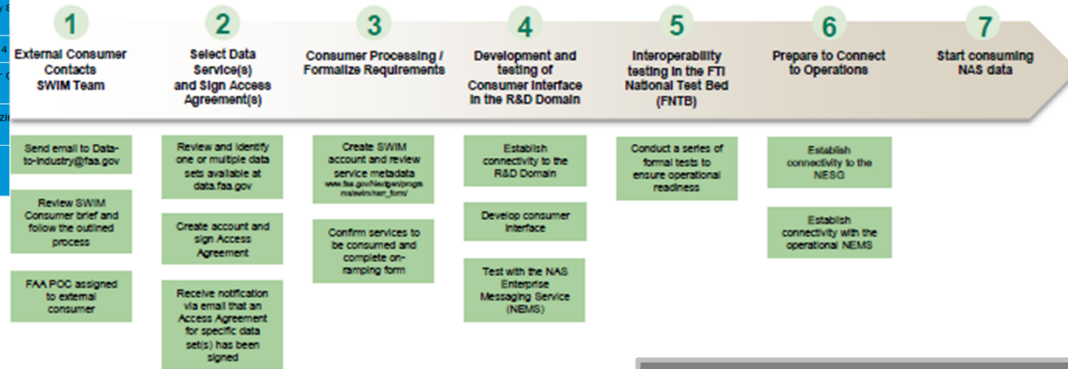 1
External Consumer
Contacts
SWIM Team
2
Select Data
Service(s)
and Sign Access
Agreement(s)
3
Consumer Processing /
Formalize Requirements
4
Development and
testing of
Consumer Interface
in the R&D Domain
5
Interoperability
testing in the FTI
National Test Bed
(FNTB)
6
Prepare to Connect
to Operations
7
Start consuming
NAS data
Send email to Data-
to-Industry@faa.gov
Review SWIM
Consumer brief and
follow the outlined
process
FAA POC assigned
to external
consumer
Review and identify
one or multiple data
sets available at
data.faa.gov
Create account and
sign Access
Agreement
Receive notification
via email that an
Access Agreement
for specific data
set(s) has been
signed
Create SWIM
account and review
service metadata
Confirm services to
be consumed and
complete on-
ramping form
Establish
connectivity to the
R&D Domain
Develop consumer
interface
Test with the NAS
Enterprise
Messaging Service
(NEMS)
Conduct a series of
formal tests to
ensure operational
readiness
Establish
connectivity to the
NESG
Establish
connectivity with the
operational NEMS